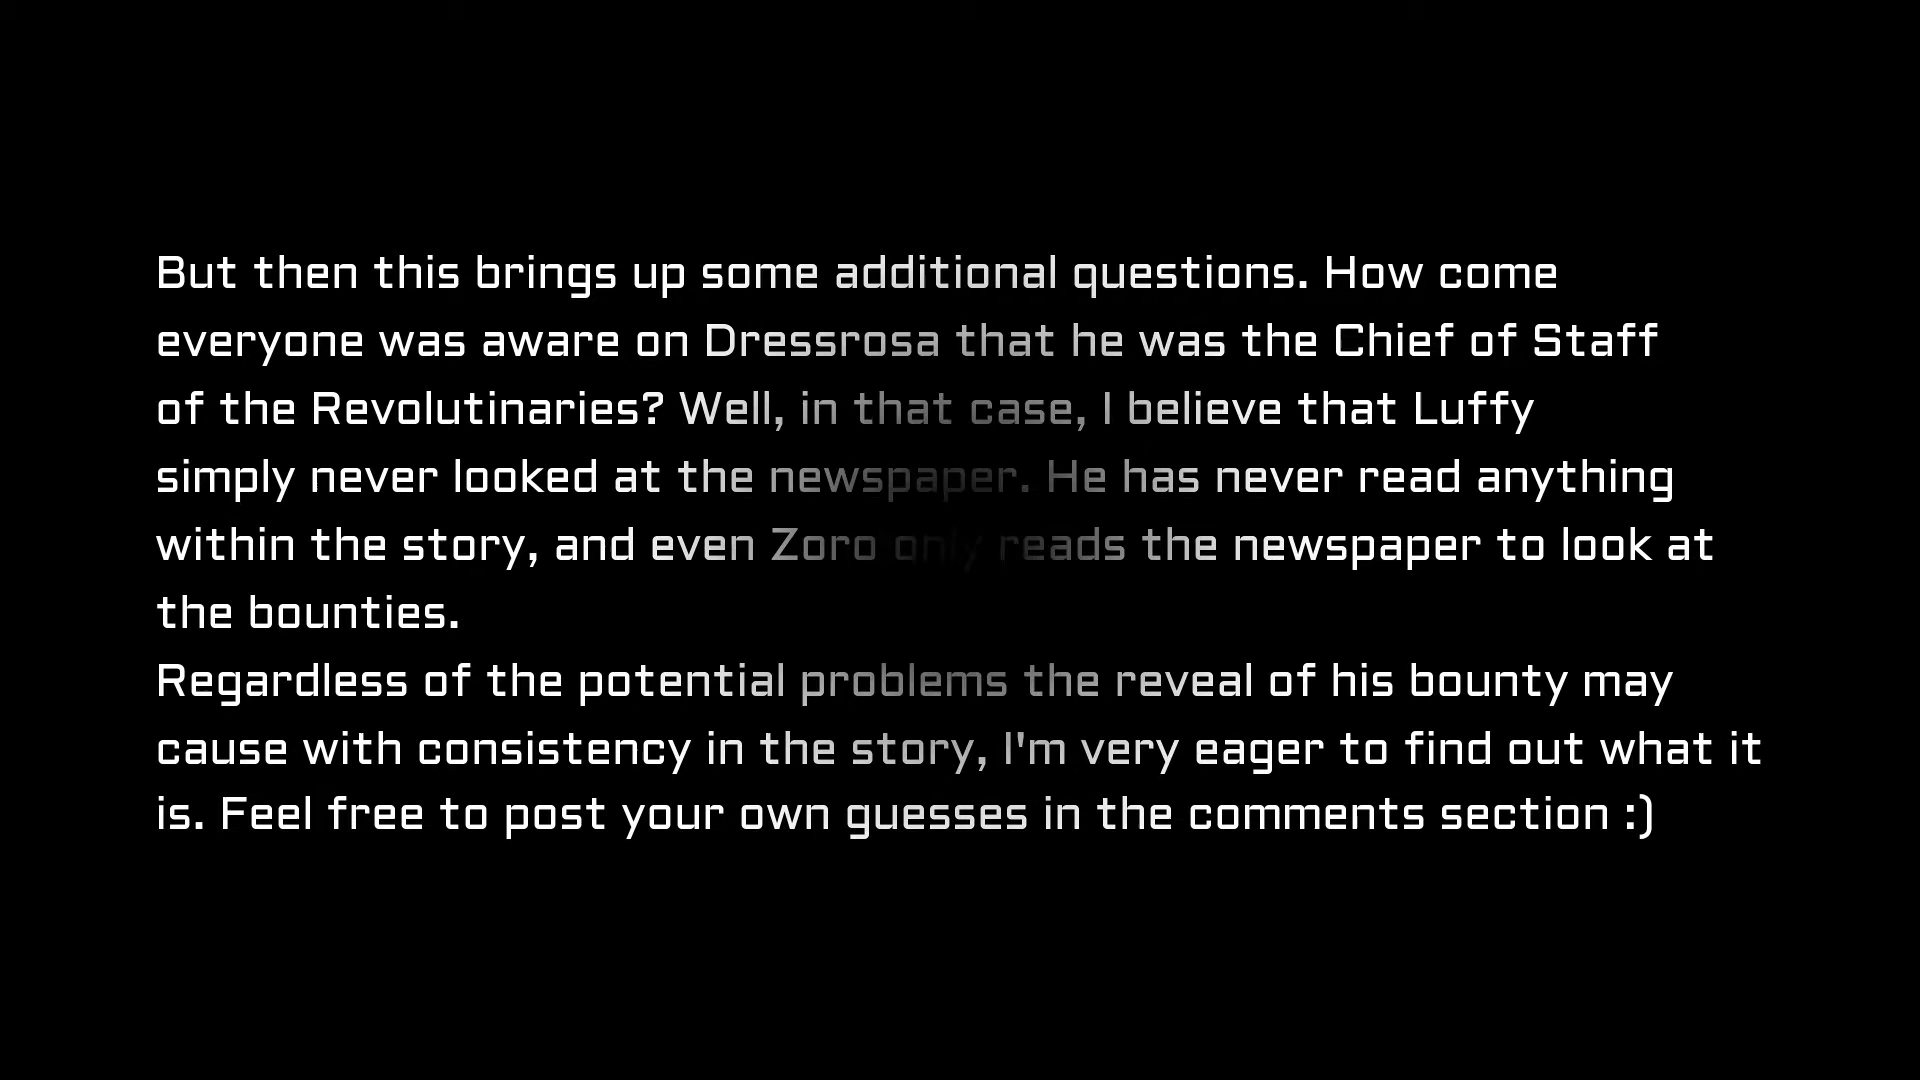 But then this brings up some additional questions. How come
everyone was aware on Dressrosa that he was the Chief of Staff
of the Revolutinaries? Well, in that case, I believe that Luffy
simply never looked at the newspaper. He has never read anything
within the story, and even Zoro only reads the newspaper to look at
the bounties.
Regardless of the potential problems the reveal of his bounty may
cause with consistency in the story, I'm very eager to find out what it
is. Feel free to post your own guesses in the comments section :)